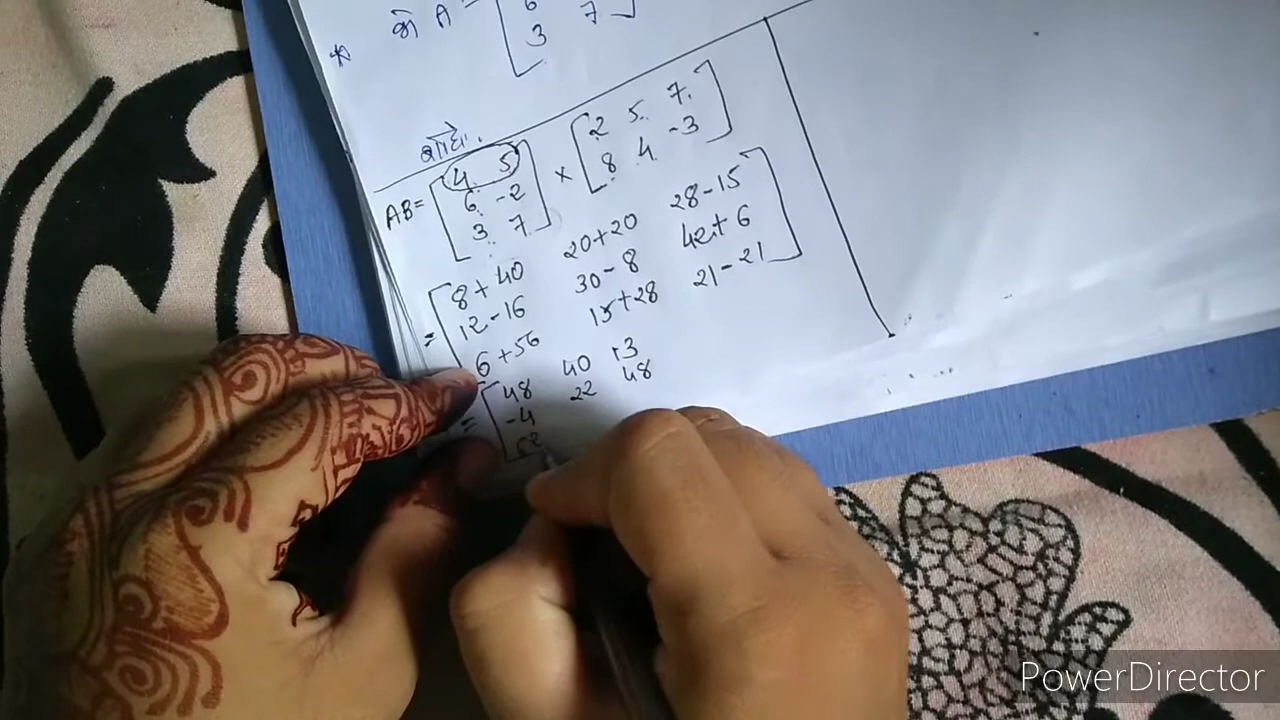 * को A = [6
3 7]
शोधा.
AB = [4 5 6 -2 3 7] × [2 5 7 8 4 -3]
= [8+40 20+20 28-15
12-16 30-8 42+6
6+56 15+28 21-21]
= [48 40 13
-4 22 48
62
PowerDirector